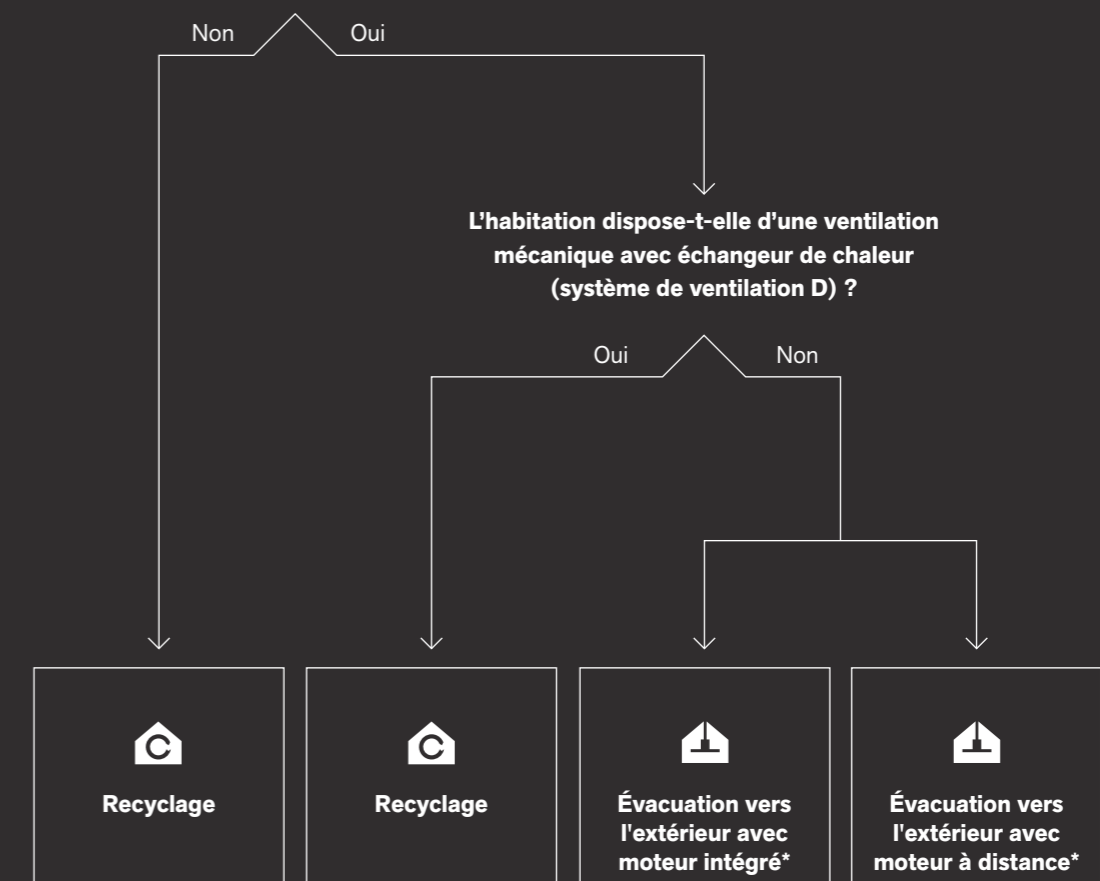 Non
Oui
L’habitation dispose-t-elle d’une ventilation
mécanique avec échangeur de chaleur
(système de ventilation D) ?
Oui
Non
Recyclage
Recyclage
Évacuation vers
l'extérieur avec
moteur intégré*
Évacuation vers
l'extérieur avec
moteur à distance*